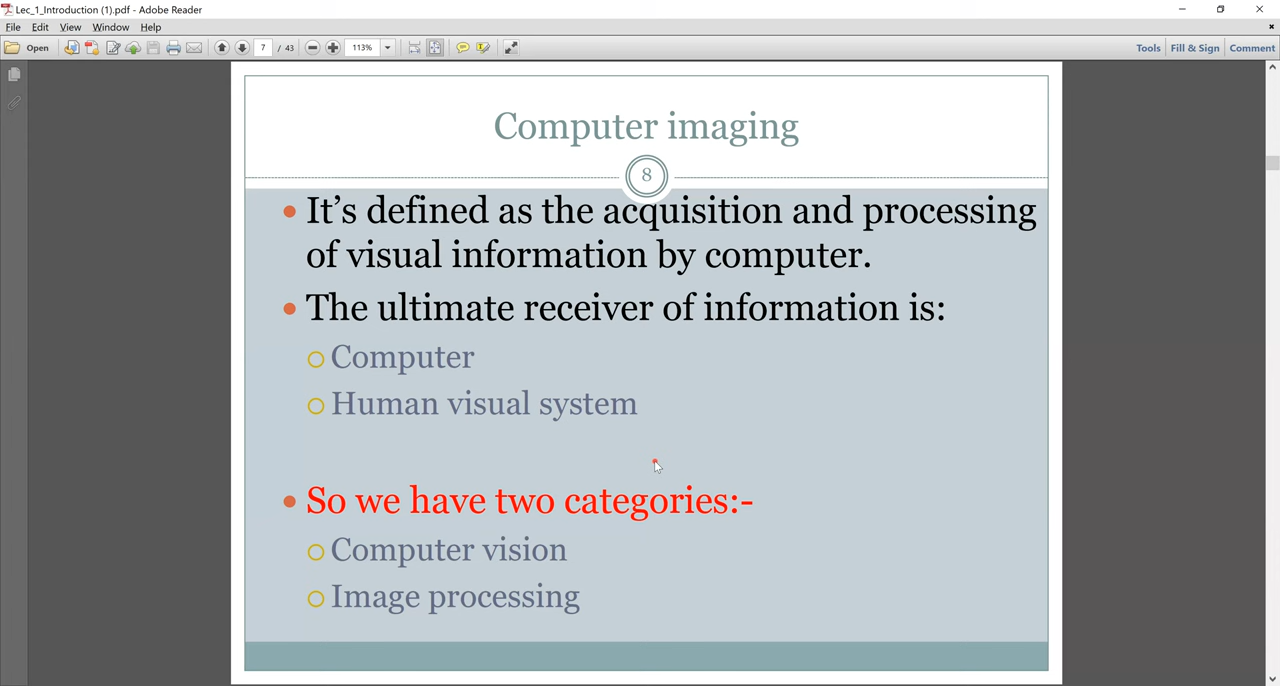 Lec_1_Introduction (1).pdf - Adobe Reader
File Edit View Window Help
Open 7 / 43 113% Tools Fill & Sign Comment
Computer imaging
8
• It’s defined as the acquisition and processing
of visual information by computer.
• The ultimate receiver of information is:
Computer
Human visual system
• So we have two categories:-
Computer vision
Image processing